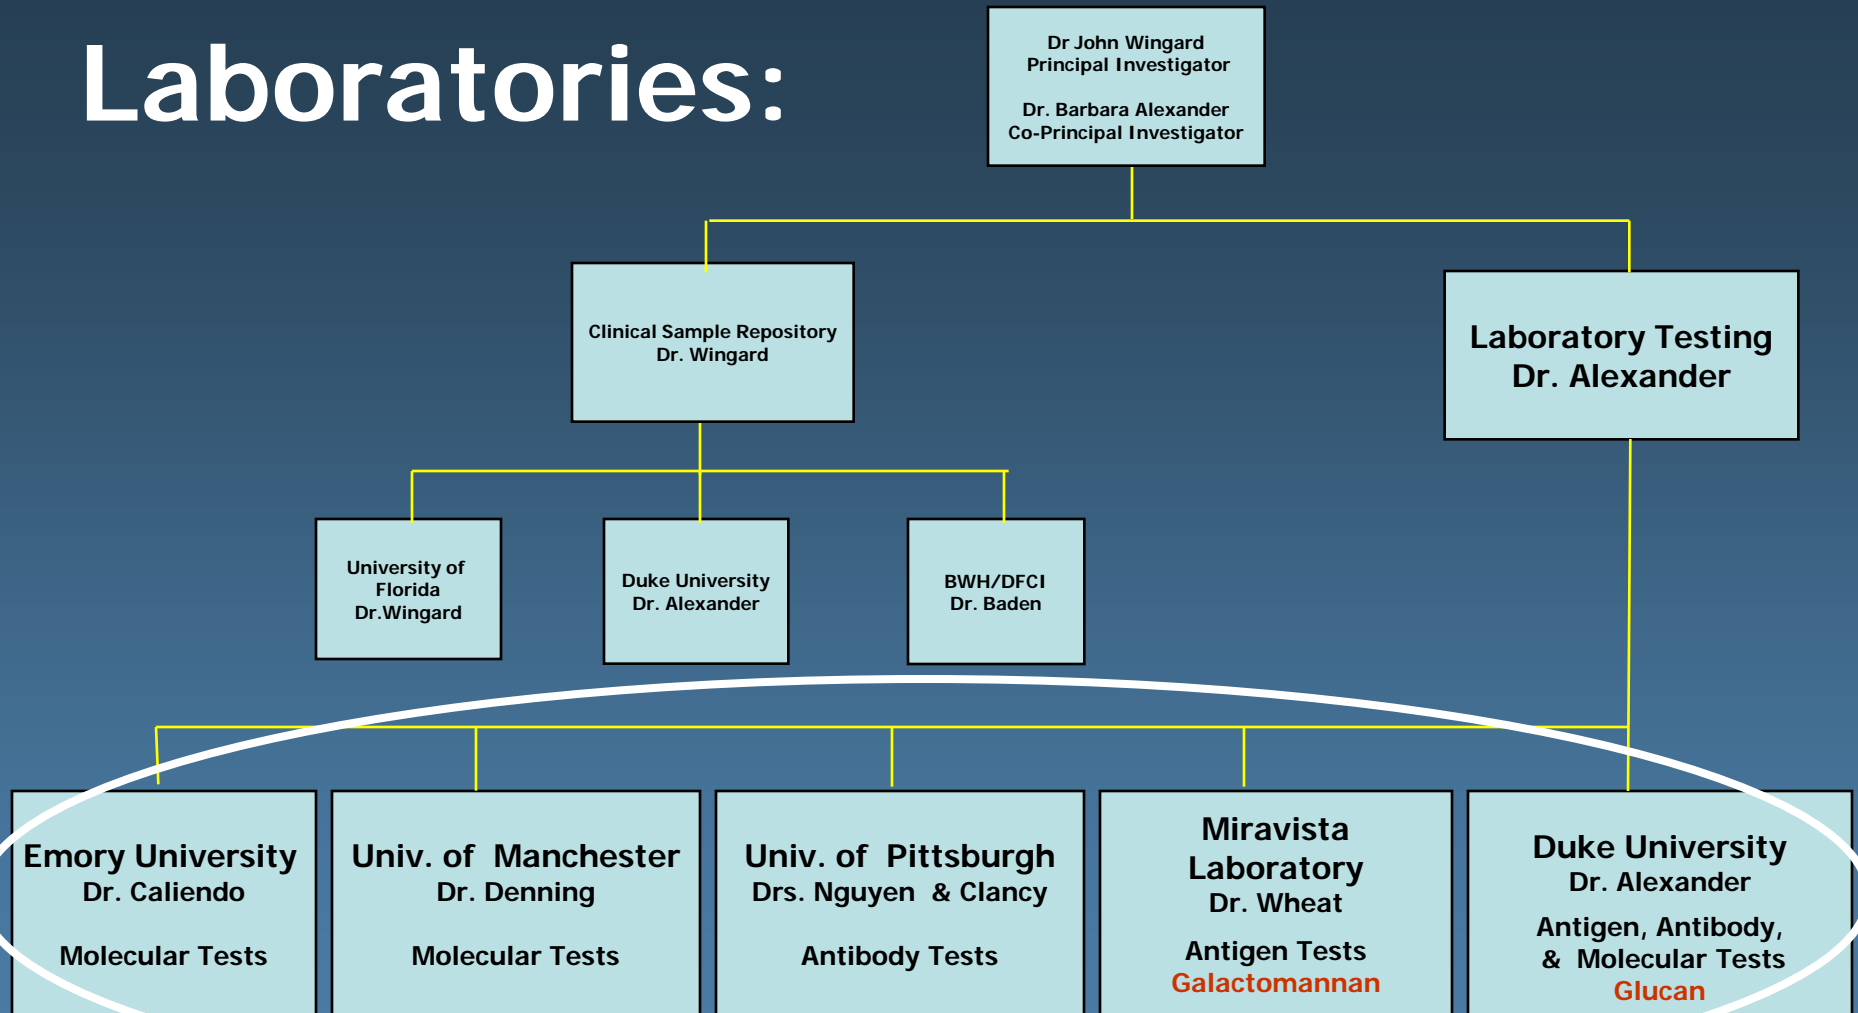 Laboratories:
Dr John Wingard
Principal Investigator
Dr. Barbara Alexander
Co-Principal Investigator
Clinical Sample Repository
Dr. Wingard
Laboratory Testing
Dr. Alexander
University of
Florida
Dr.Wingard
Duke University
Dr. Alexander
BWH/DFCI
Dr. Baden
Emory University
Dr. Caliendo
Molecular Tests
Univ. of Manchester
Dr. Denning
Molecular Tests
Univ. of Pittsburgh
Drs. Nguyen & Clancy
Antibody Tests
Miravista
Laboratory
Dr. Wheat
Antigen Tests
Galactomannan
Duke University
Dr. Alexander
Antigen, Antibody,
& Molecular Tests
Glucan